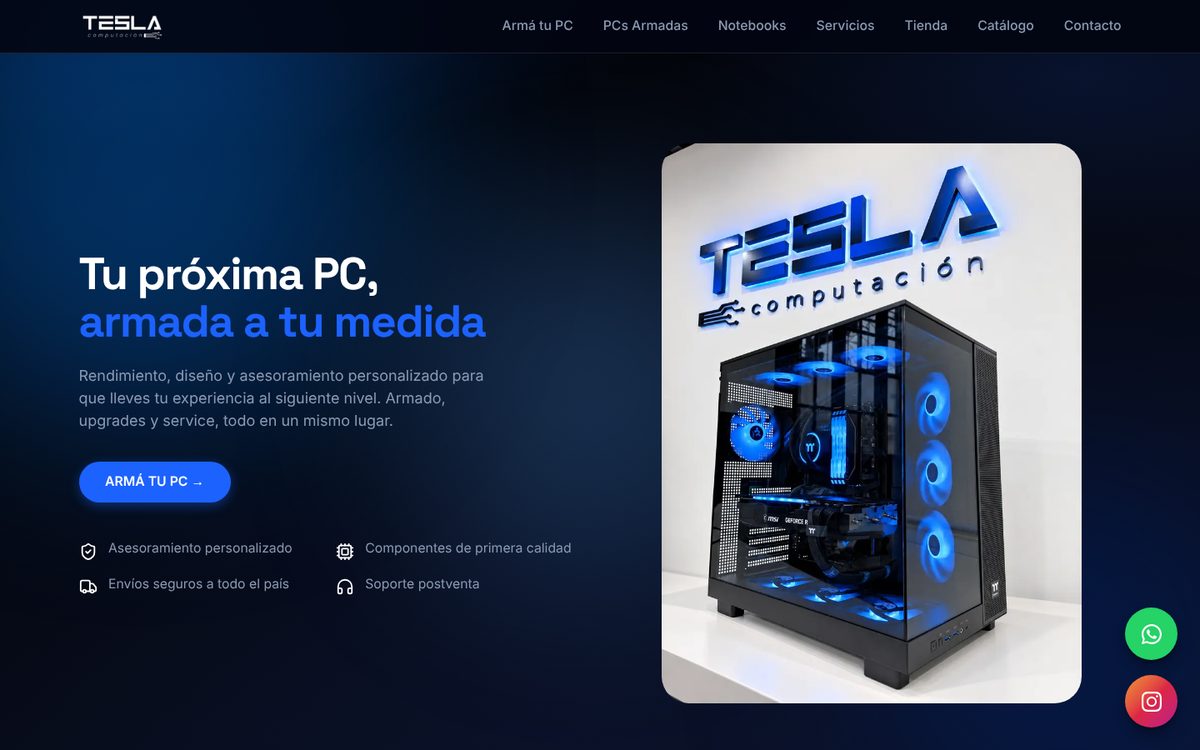 TESLA
computación
Armá tu PC
PCs Armadas
Notebooks
Servicios
Tienda
Catálogo
Contacto
Tu próxima PC,
armada a tu medida
Rendimiento, diseño y asesoramiento personalizado para
que lleves tu experiencia al siguiente nivel. Armado,
upgrades y service, todo en un mismo lugar.
ARMÁ TU PC →
Asesoramiento personalizado
Componentes de primera calidad
Envíos seguros a todo el país
Soporte postventa
TESLA
computación
msi
GEFORCE R